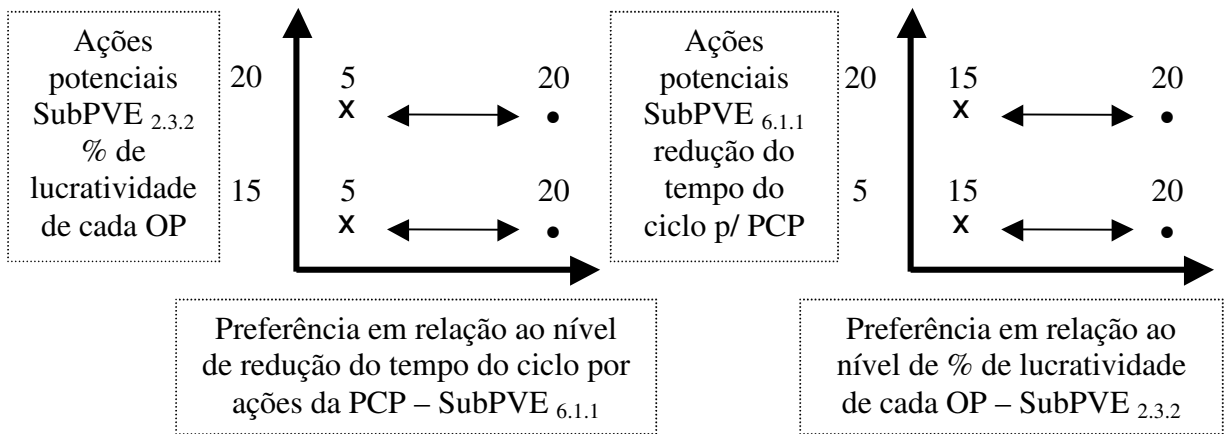 Ações
potenciais
SubPVE 2.3.2
% de
lucratividade
de cada OP
20
5
20
x
•
15
5
20
x
•
Preferência em relação ao nível
de redução do tempo do ciclo por
ações da PCP – SubPVE 6.1.1
Ações
potenciais
SubPVE 6.1.1
redução do
tempo do
ciclo p/ PCP
20
15
20
x
•
5
15
20
x
•
Preferência em relação ao
nível de % de lucratividade
de cada OP – SubPVE 2.3.2